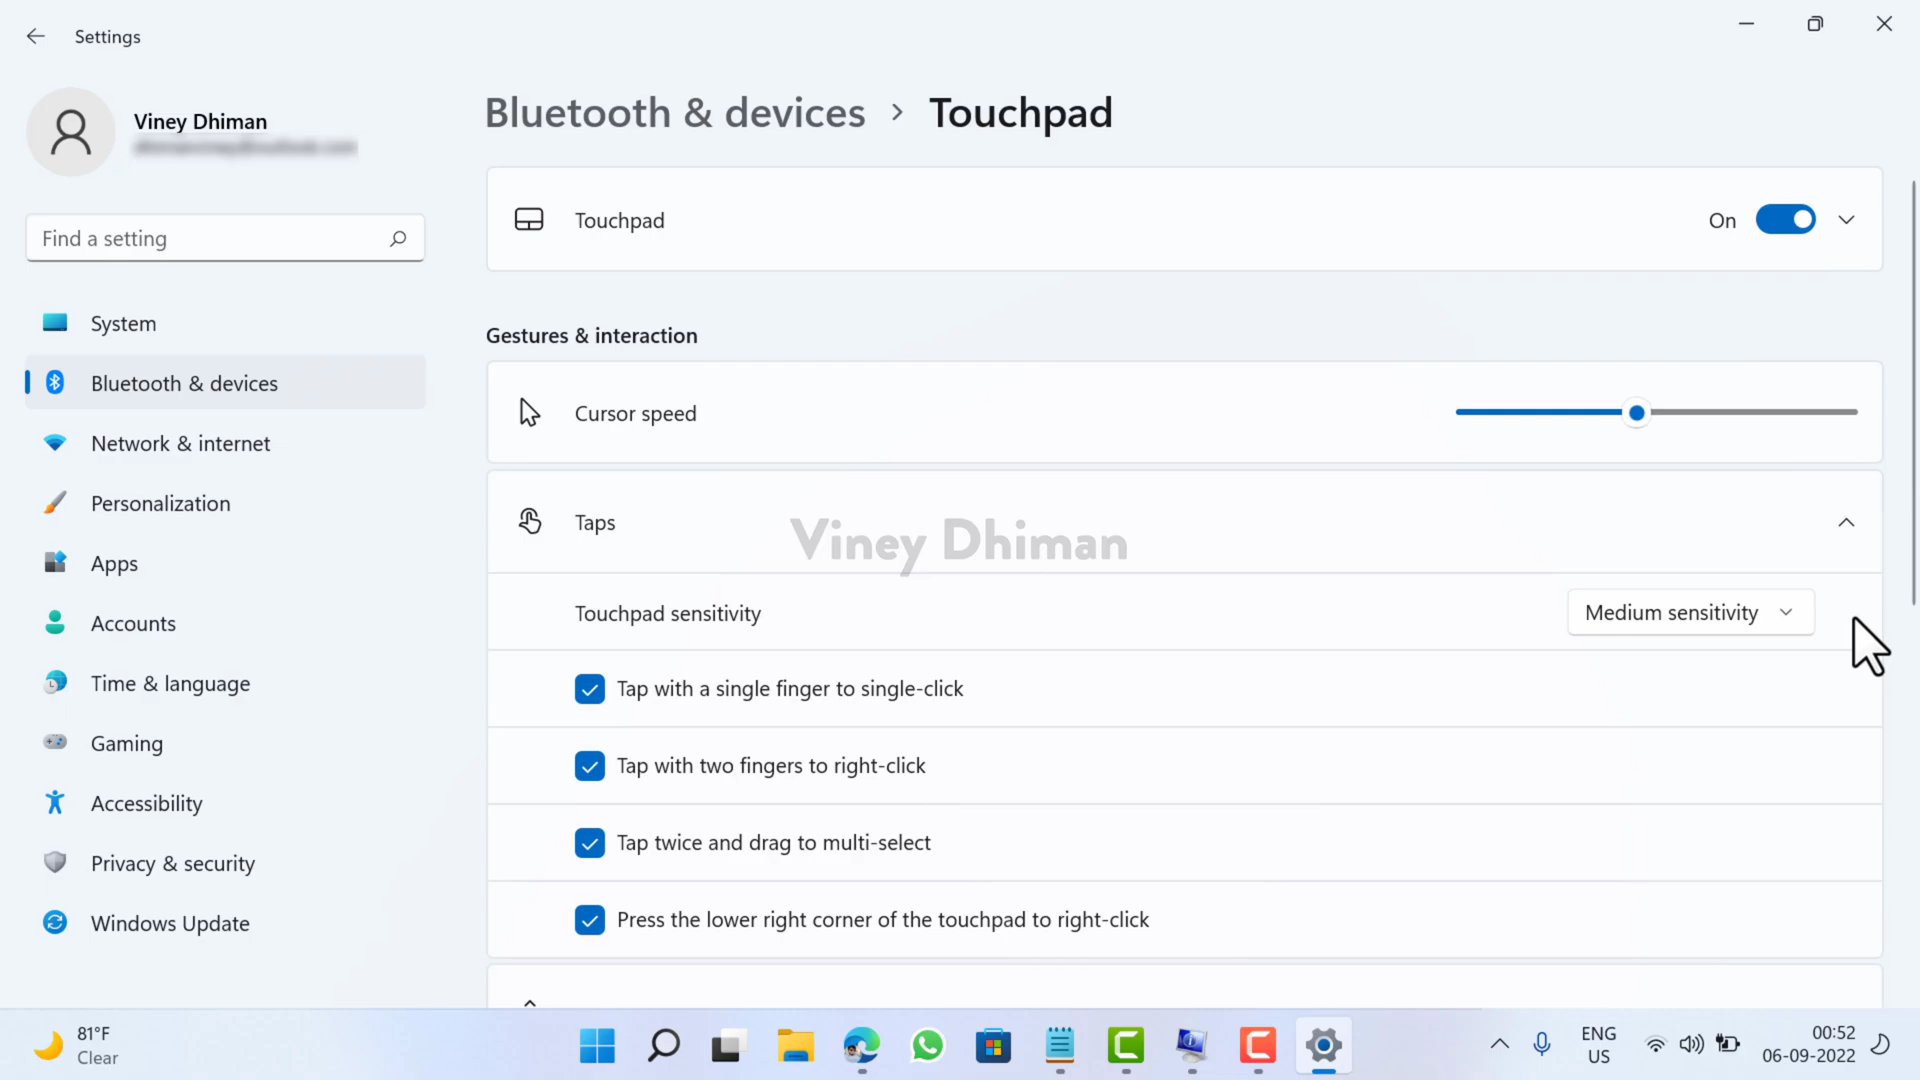 Settings
Viney Dhiman
Find a setting
System
Bluetooth & devices
Network & internet
Personalization
Apps
Accounts
Time & language
Gaming
Accessibility
Privacy & security
Windows Update
Bluetooth & devices > Touchpad
Touchpad
On
Gestures & interaction
Cursor speed
Taps
Viney Dhiman
Touchpad sensitivity
Medium sensitivity
Tap with a single finger to single-click
Tap with two fingers to right-click
Tap twice and drag to multi-select
Press the lower right corner of the touchpad to right-click
81°F
Clear
ENG
US
00:52
06-09-2022